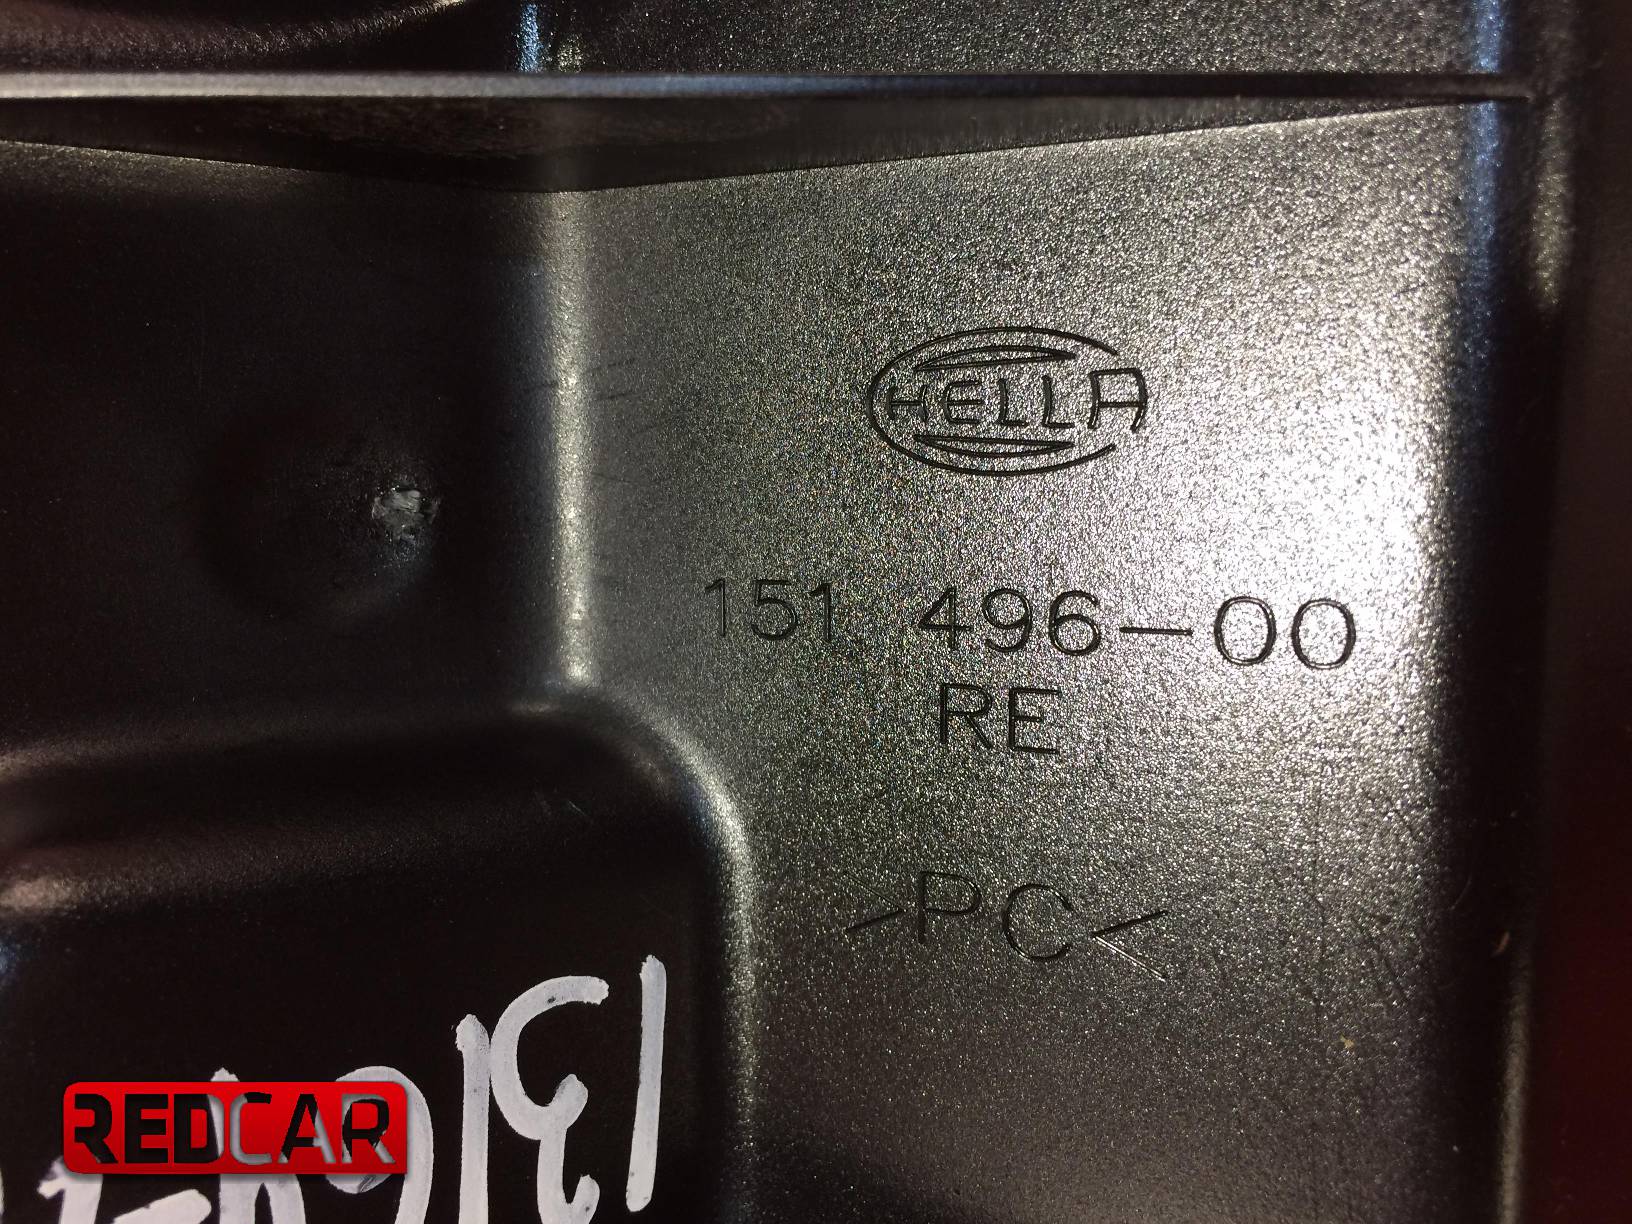 HELLA
151 496-00
RE
>PC<
REDCAR